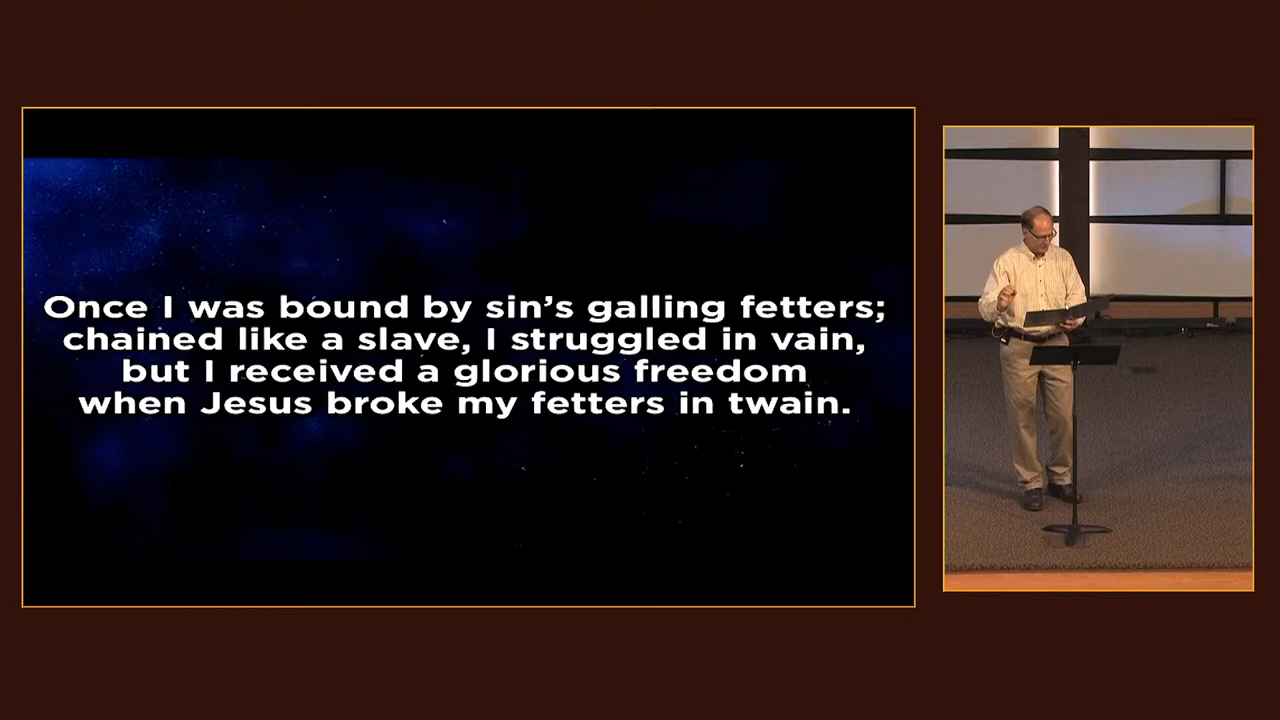 Once I was bound by sin’s galling fetters;
chained like a slave, I struggled in vain,
but I received a glorious freedom
when Jesus broke my fetters in twain.